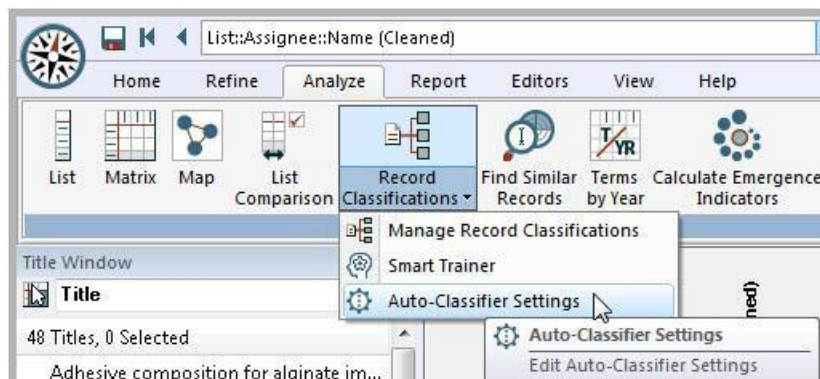 List::Assignee::Name (Cleaned)
Home Refine Analyze Report Editors View Help
List Matrix Map List Comparison Record Classifications Find Similar Records Terms by Year Calculate Emergence Indicators
T/YR
Manage Record Classifications
Title Window
Smart Trainer
Title
Auto-Classifier Settings
48 Titles, 0 Selected
Auto-Classifier Settings
Edit Auto-Classifier Settings
Adhesive composition for alginate im...